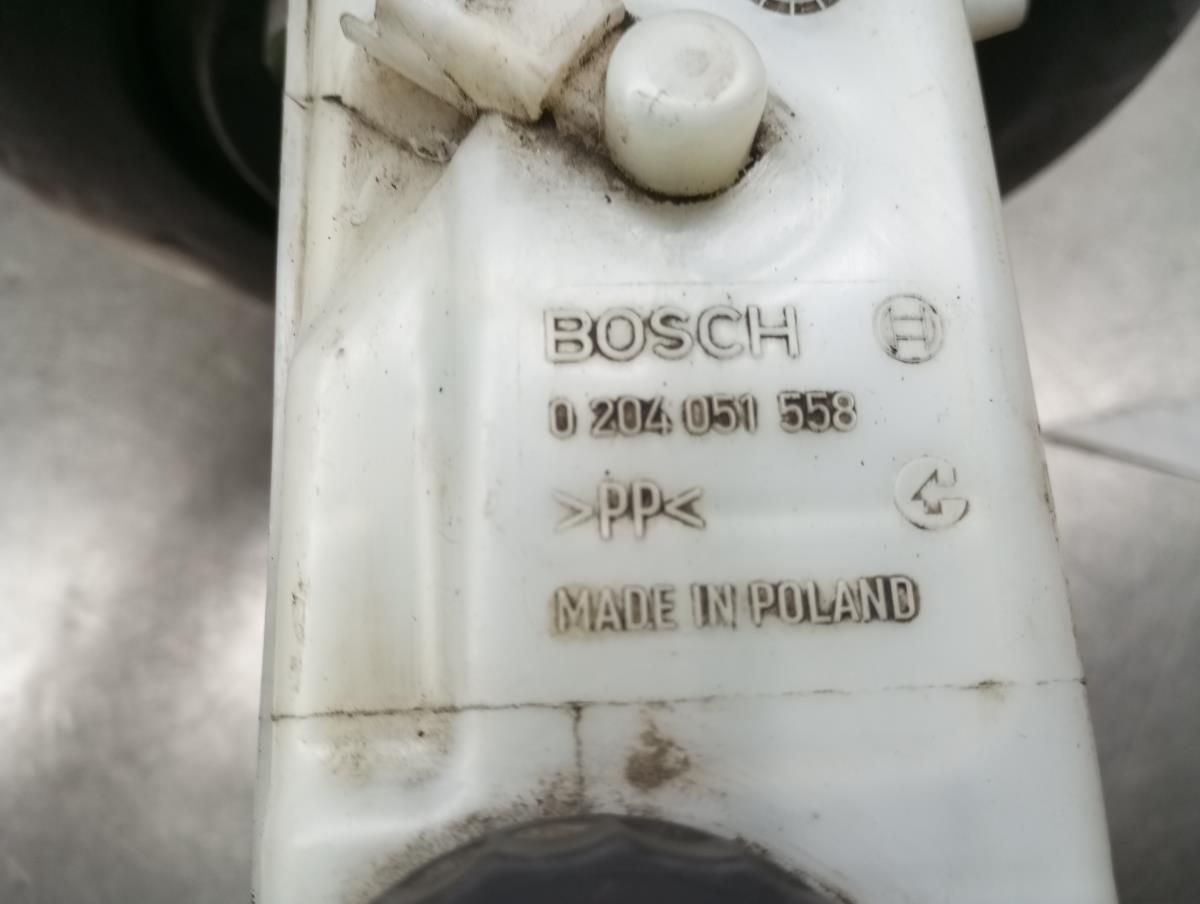 BOSCH
0 204 051 558
>PP<
MADE IN POLAND